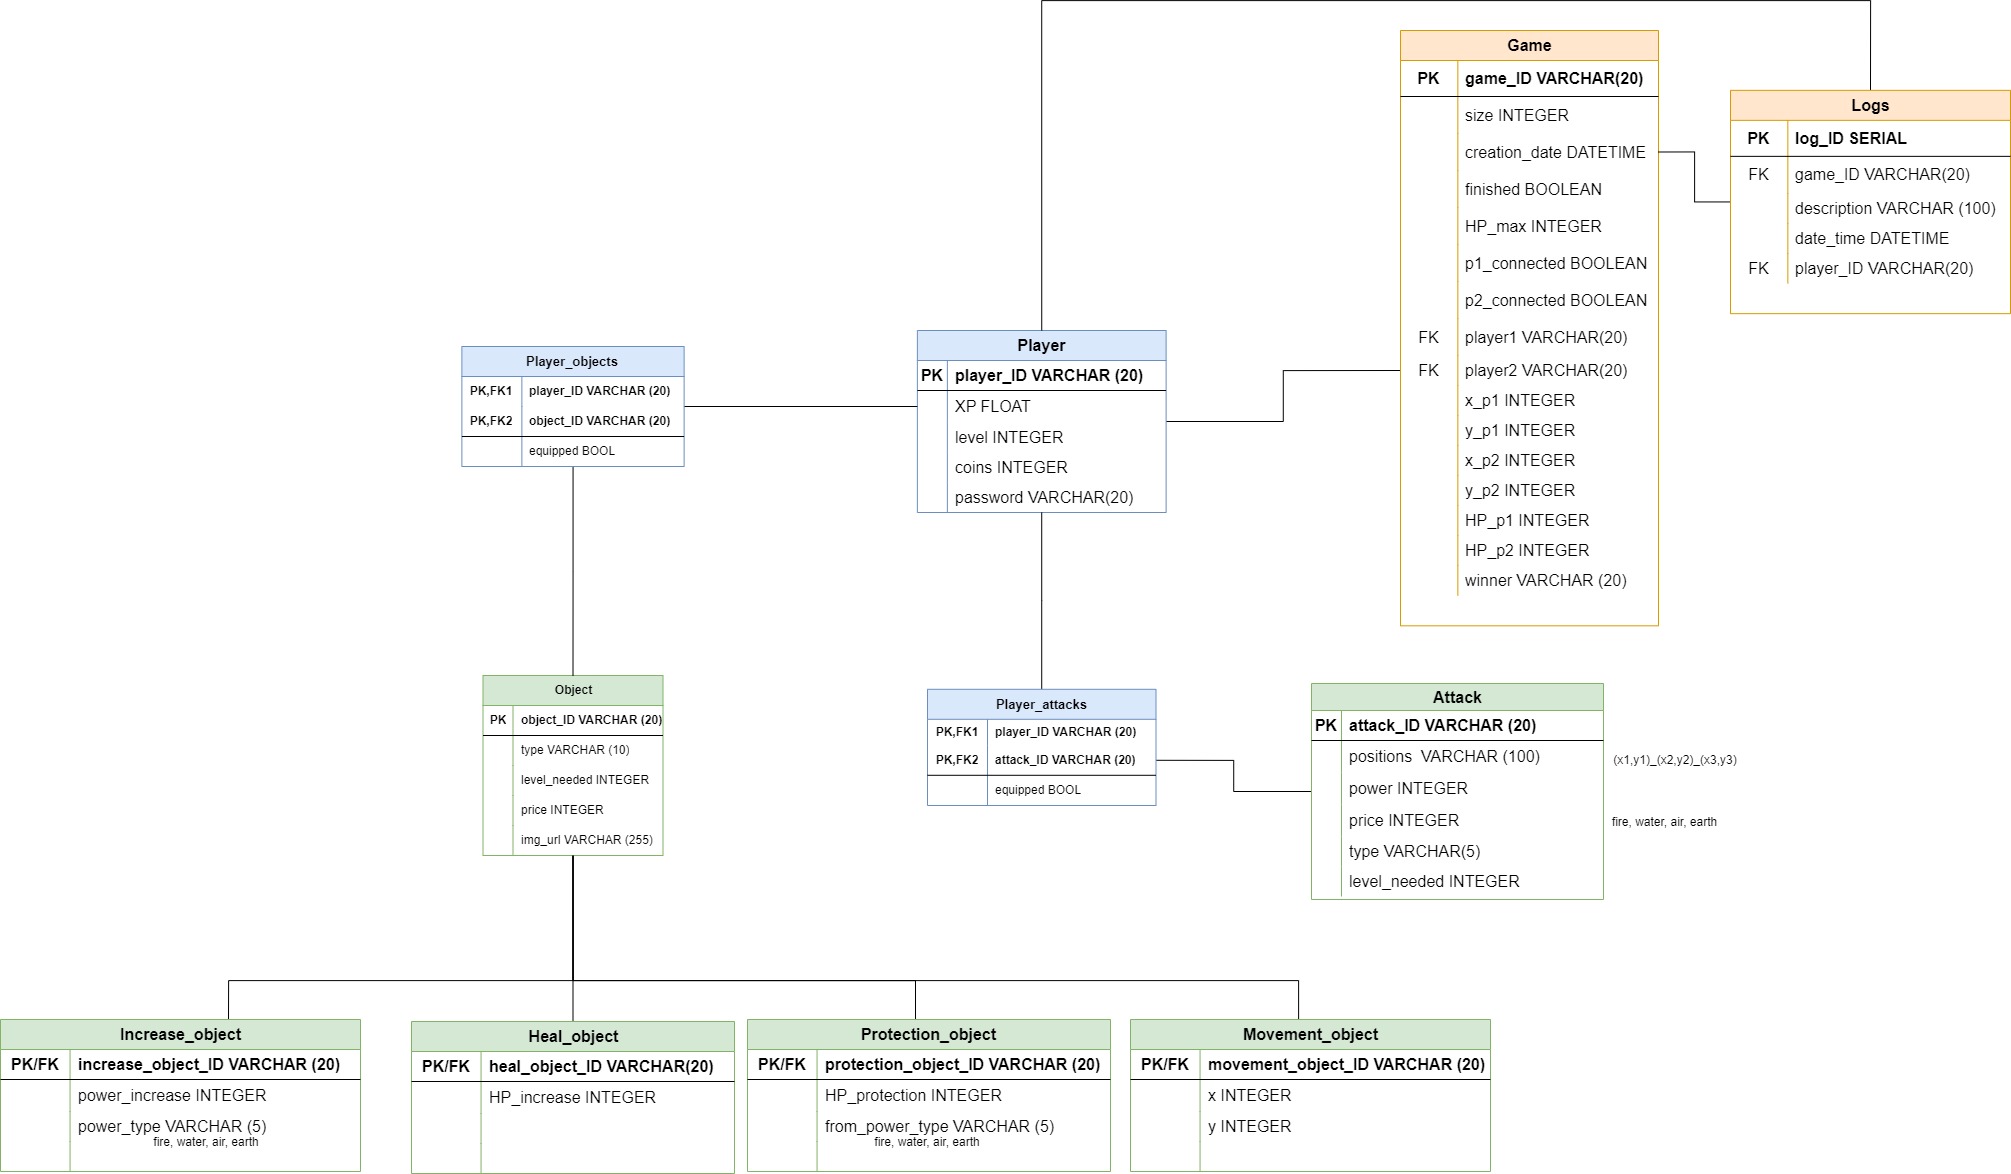 Game
PK game_ID VARCHAR(20)
size INTEGER
creation_date DATETIME
finished BOOLEAN
HP_max INTEGER
p1_connected BOOLEAN
p2_connected BOOLEAN
FK player1 VARCHAR(20)
FK player2 VARCHAR(20)
x_p1 INTEGER
y_p1 INTEGER
x_p2 INTEGER
y_p2 INTEGER
HP_p1 INTEGER
HP_p2 INTEGER
winner VARCHAR (20)
Logs
PK log_ID SERIAL
FK game_ID VARCHAR(20)
description VARCHAR (100)
date_time DATETIME
FK player_ID VARCHAR(20)
Player_objects
PK,FK1 player_ID VARCHAR (20)
PK,FK2 object_ID VARCHAR (20)
equipped BOOL
Player
PK player_ID VARCHAR (20)
XP FLOAT
level INTEGER
coins INTEGER
password VARCHAR(20)
Object
PK object_ID VARCHAR (20)
type VARCHAR (10)
level_needed INTEGER
price INTEGER
img_url VARCHAR (255)
Player_attacks
PK,FK1 player_ID VARCHAR (20)
PK,FK2 attack_ID VARCHAR (20)
equipped BOOL
Attack
PK attack_ID VARCHAR (20)
positions VARCHAR (100) (x1,y1)_(x2,y2)_(x3,y3)
power INTEGER
price INTEGER fire, water, air, earth
type VARCHAR(5)
level_needed INTEGER
Increase_object
PK/FK increase_object_ID VARCHAR (20)
power_increase INTEGER
power_type VARCHAR (5)
fire, water, air, earth
Heal_object
PK/FK heal_object_ID VARCHAR(20)
HP_increase INTEGER
Protection_object
PK/FK protection_object_ID VARCHAR (20)
HP_protection INTEGER
from_power_type VARCHAR (5)
fire, water, air, earth
Movement_object
PK/FK movement_object_ID VARCHAR (20)
x INTEGER
y INTEGER